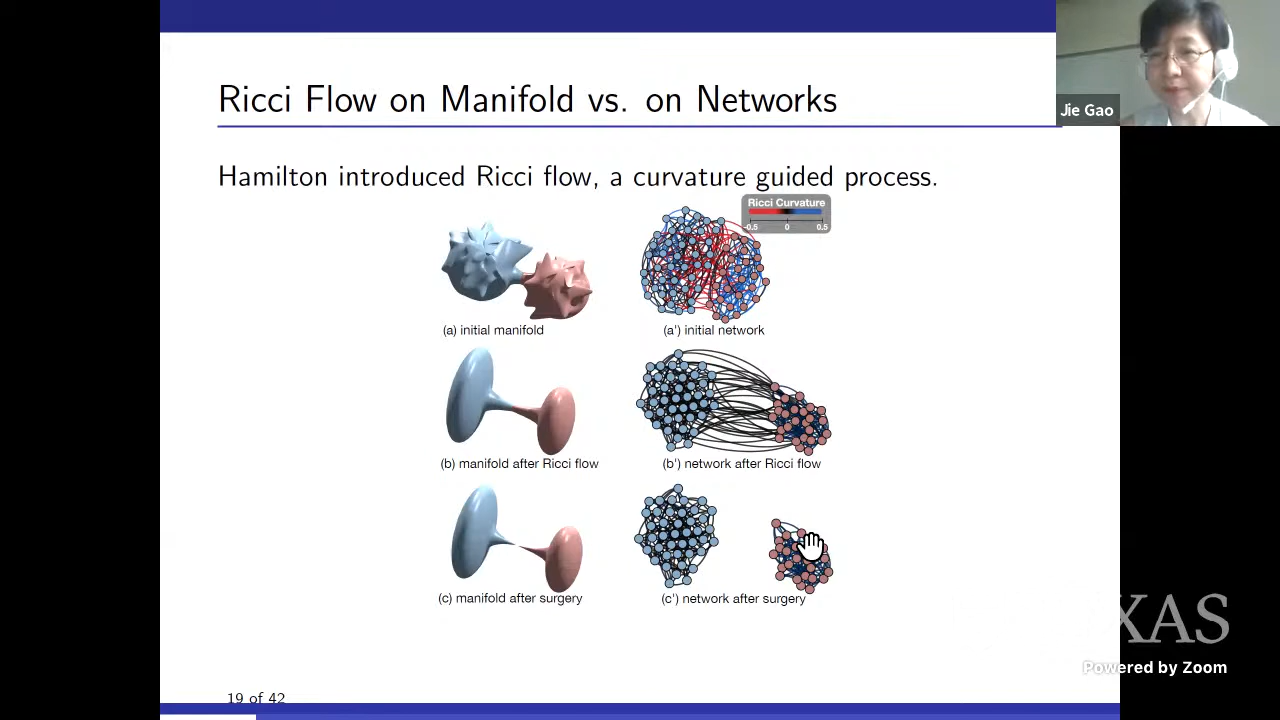 Ricci Flow on Manifold vs. on Networks
Jie Gao
Hamilton introduced Ricci flow, a curvature guided process.
Ricci Curvature
-0.5 0 0.5
(a) initial manifold
(a') initial network
(b) manifold after Ricci flow
(b') network after Ricci flow
(c) manifold after surgery
(c') network after surgery
XAS
Powered by Zoom
19 of 42